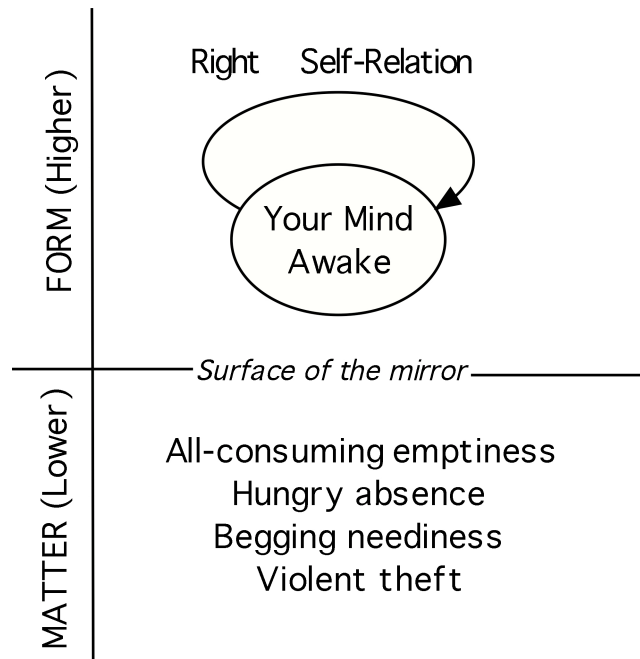 Right Self-Relation
FORM (Higher)
Your Mind
Awake
Surface of the mirror
MATTER (Lower)
All-consuming emptiness
Hungry absence
Begging neediness
Violent theft